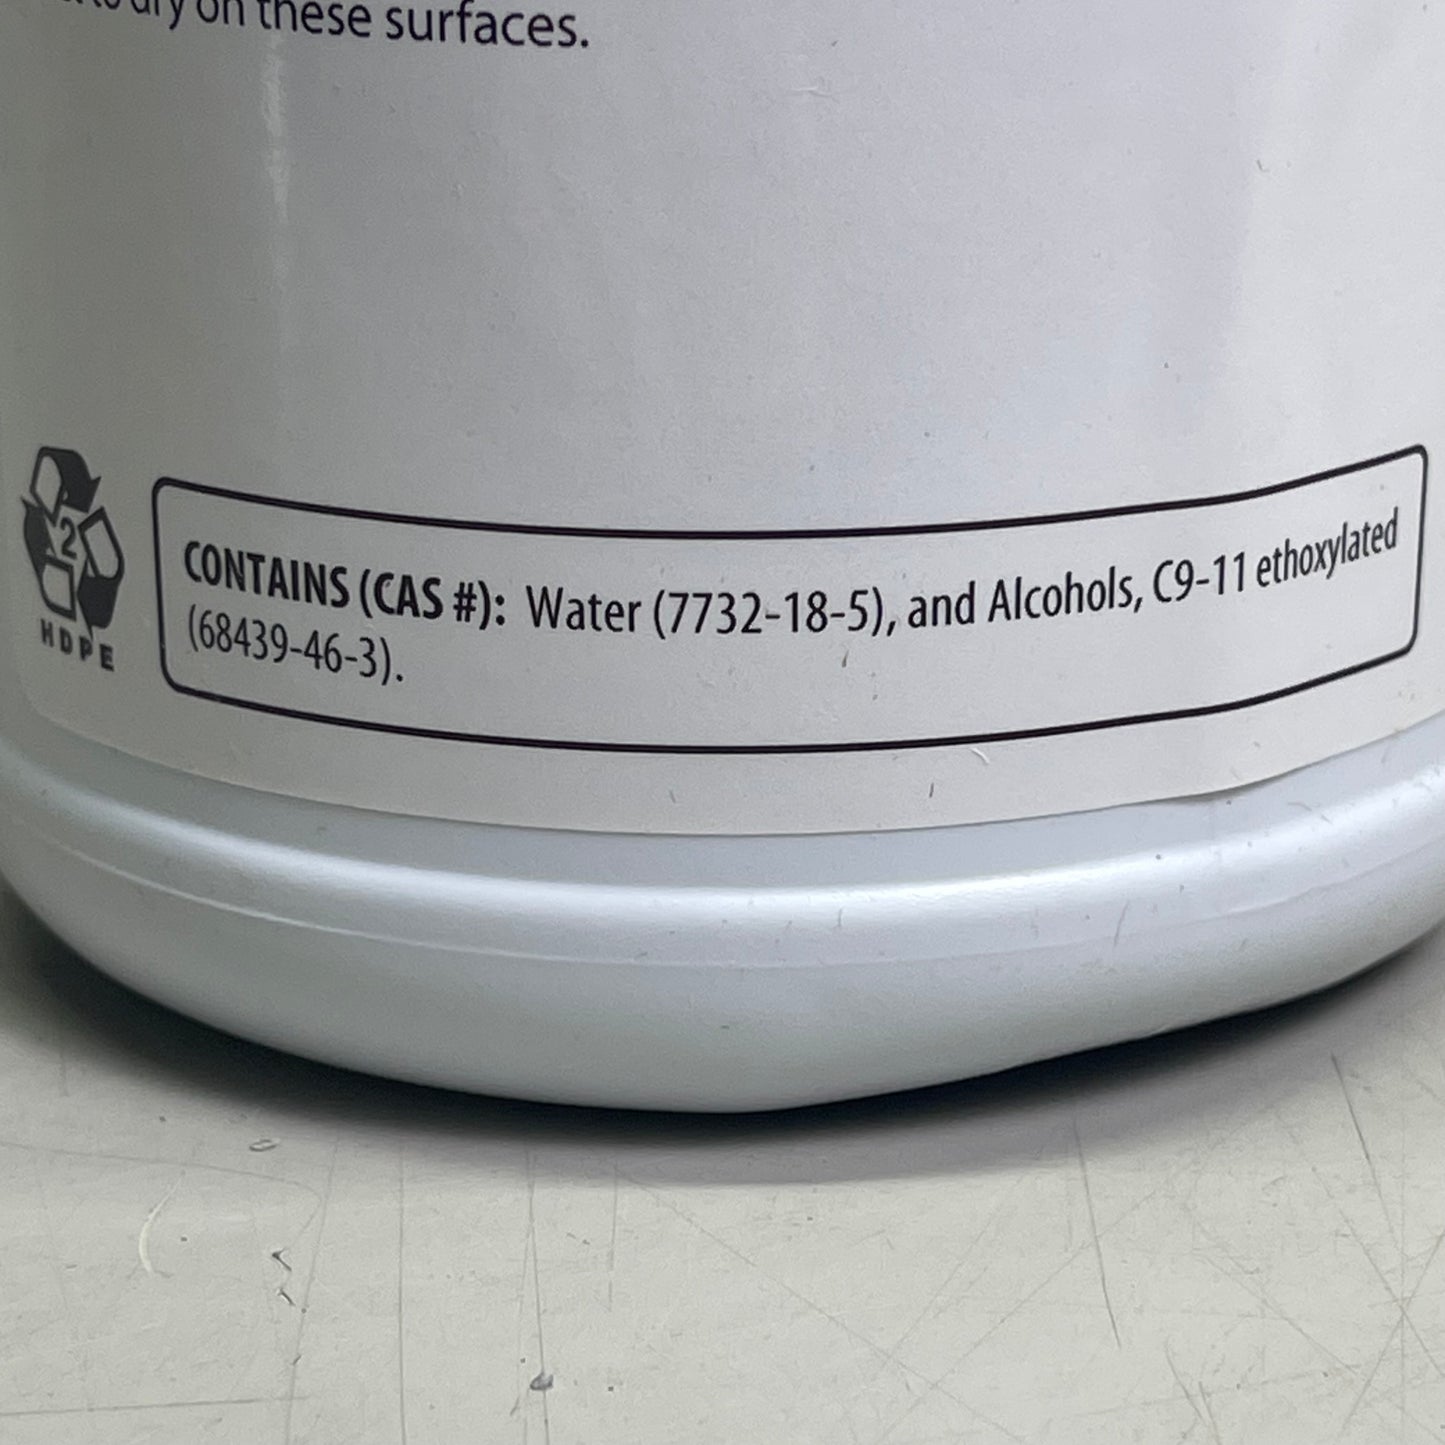 dry on these surfaces.
2
HDPE
CONTAINS (CAS #): Water (7732-18-5), and Alcohols, C9-11 ethoxylated
(68439-46-3).